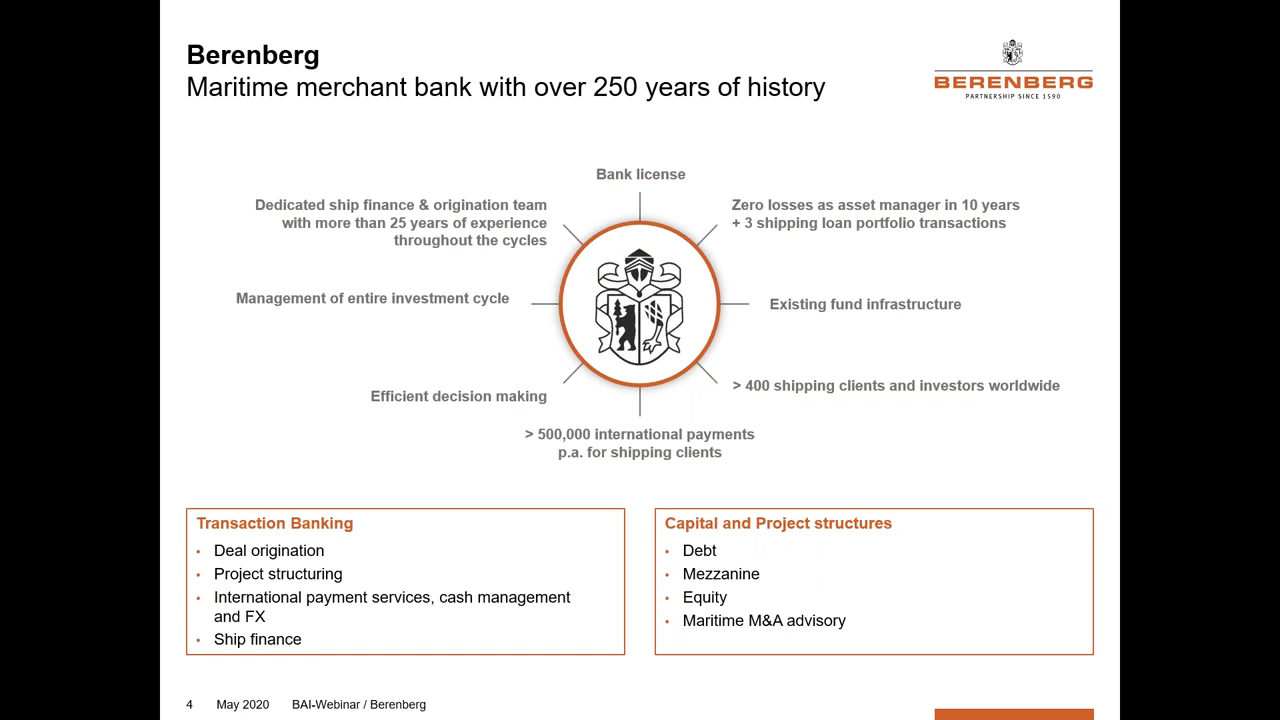 Berenberg
Maritime merchant bank with over 250 years of history
BERENBERG
PARTNERSHIP SINCE 1590
Bank license
Dedicated ship finance & origination team
with more than 25 years of experience
throughout the cycles
Zero losses as asset manager in 10 years
+ 3 shipping loan portfolio transactions
Management of entire investment cycle
Existing fund infrastructure
Efficient decision making
> 400 shipping clients and investors worldwide
> 500,000 international payments
p.a. for shipping clients
Transaction Banking
• Deal origination
• Project structuring
• International payment services, cash management
and FX
• Ship finance
Capital and Project structures
• Debt
• Mezzanine
• Equity
• Maritime M&A advisory
4 May 2020 BAI-Webinar / Berenberg